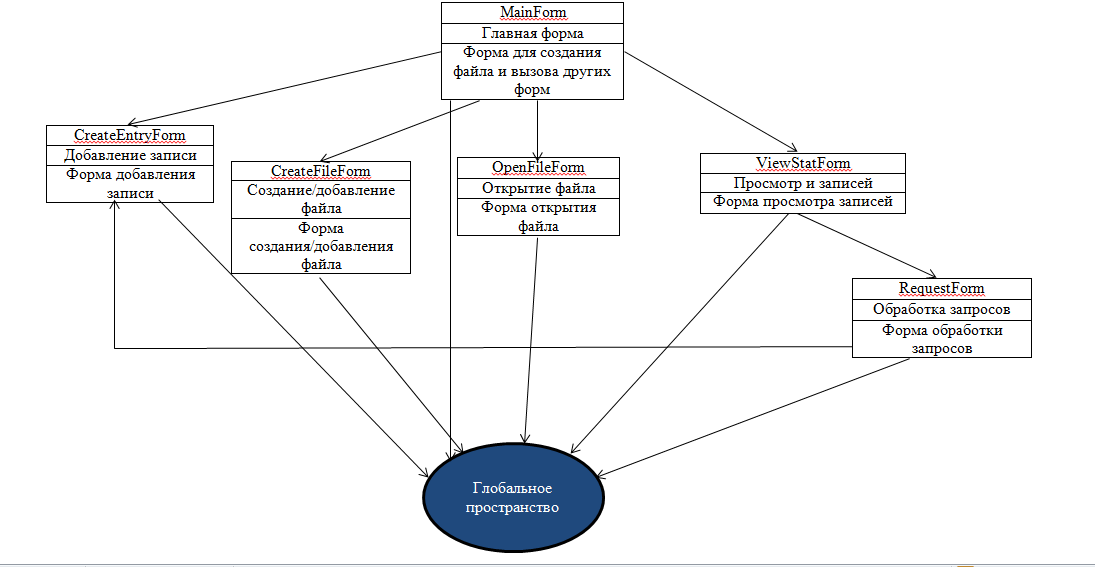 MainForm
Главная форма
Форма для создания
файла и вызова других
форм
CreateEntryForm
Добавление записи
Форма добавления
записи
CreateFileForm
Создание/добавление
файла
Форма
создания/добавления
файла
OpenFileForm
Открытие файла
Форма открытия
файла
ViewStatForm
Просмотр и записей
Форма просмотра записей
RequestForm
Обработка запросов
Форма обработки
запросов
Глобальное
пространство